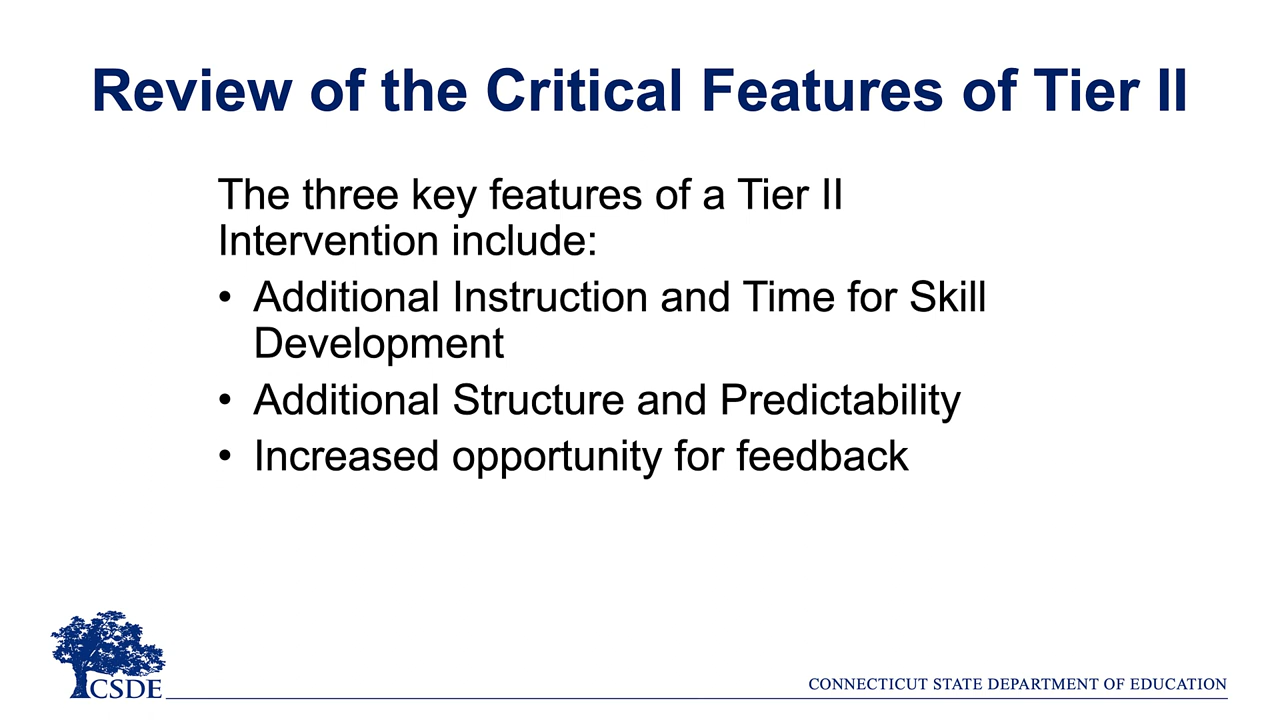 Review of the Critical Features of Tier II
The three key features of a Tier II
Intervention include:
• Additional Instruction and Time for Skill
Development
• Additional Structure and Predictability
• Increased opportunity for feedback
CSDE
CONNECTICUT STATE DEPARTMENT OF EDUCATION